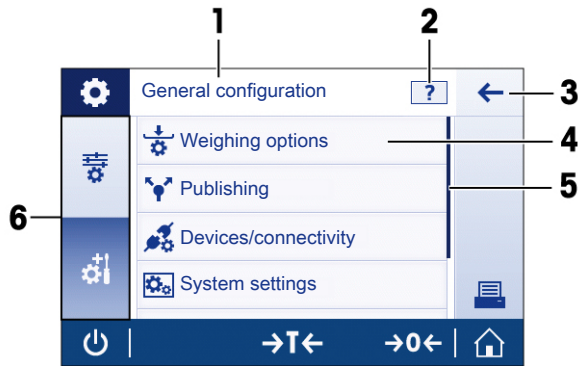 1 2
General configuration ? 3
Weighing options 4
Publishing 5
Devices/connectivity
6
System settings
→T← →0←